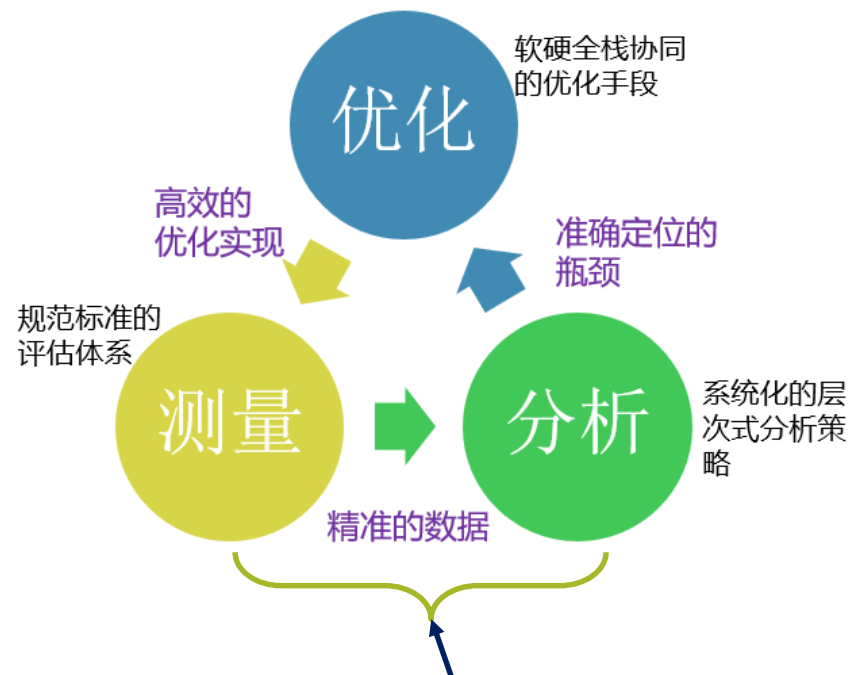 优化
软硬全栈协同
的优化手段
高效的
优化实现
准确定位的
瓶颈
规范标准的
评估体系
测量
分析
系统化的层
次式分析策
略
精准的数据